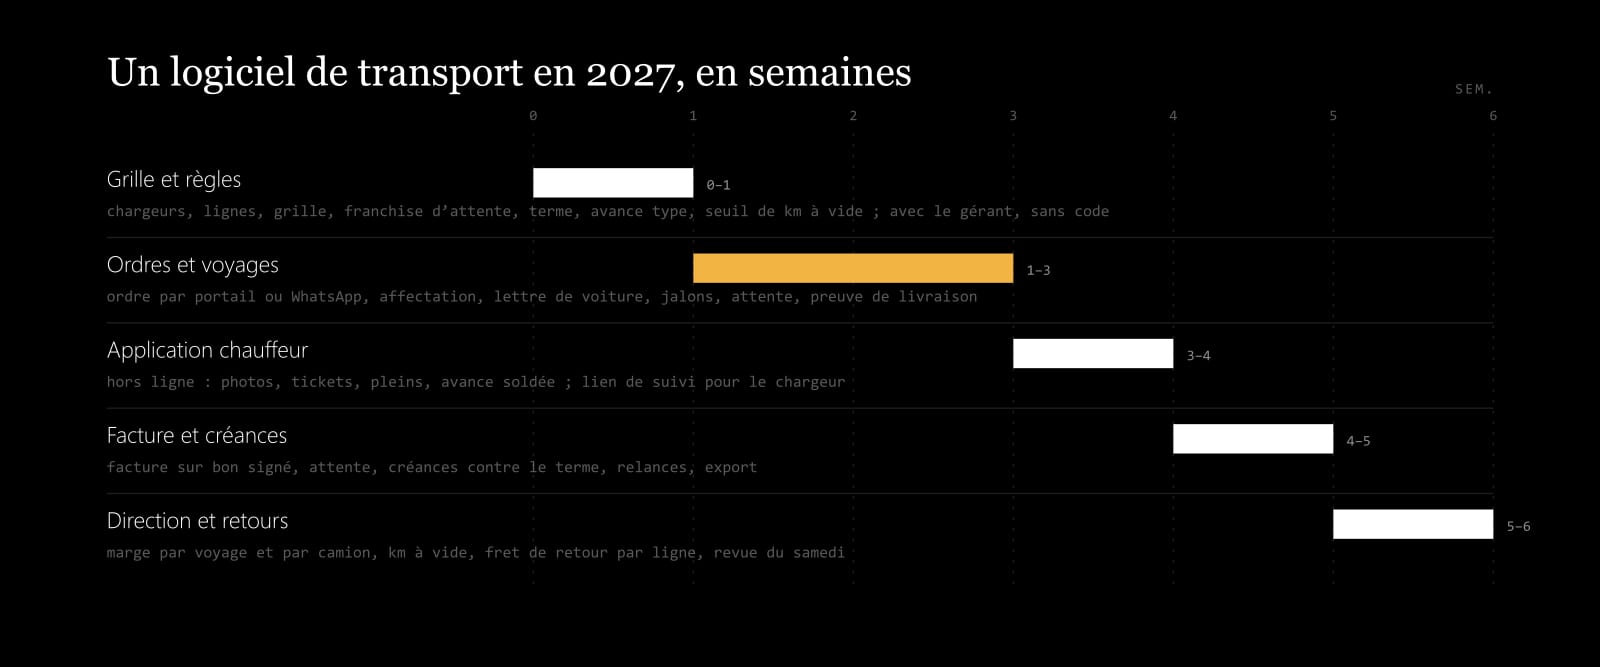 Un logiciel de transport en 2027, en semaines
SEM.
0 1 2 3 4 5 6
Grille et règles
0–1
chargeurs, lignes, grille, franchise d’attente, terme, avance type, seuil de km à vide ; avec le gérant, sans code
Ordres et voyages
1–3
ordre par portail ou WhatsApp, affectation, lettre de voiture, jalons, attente, preuve de livraison
Application chauffeur
3–4
hors ligne : photos, tickets, pleins, avance soldée ; lien de suivi pour le chargeur
Facture et créances
4–5
facture sur bon signé, attente, créances contre le terme, relances, export
Direction et retours
5–6
marge par voyage et par camion, km à vide, fret de retour par ligne, revue du samedi